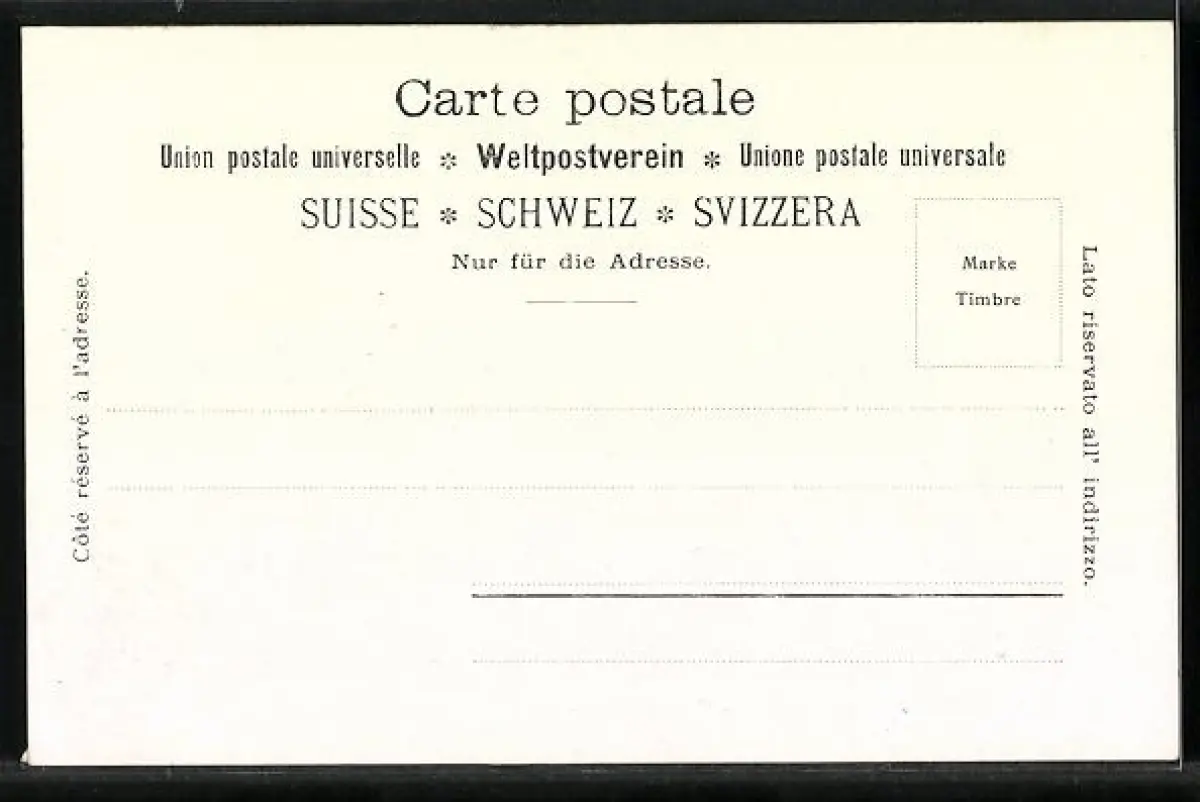 Carte postale
Union postale universelle * Weltpostverein * Unione postale universale
SUISSE * SCHWEIZ * SVIZZERA
Nur für die Adresse.
Marke
Timbre
Côté réservé à l'adresse.
Lato riservato all' indirizzo.